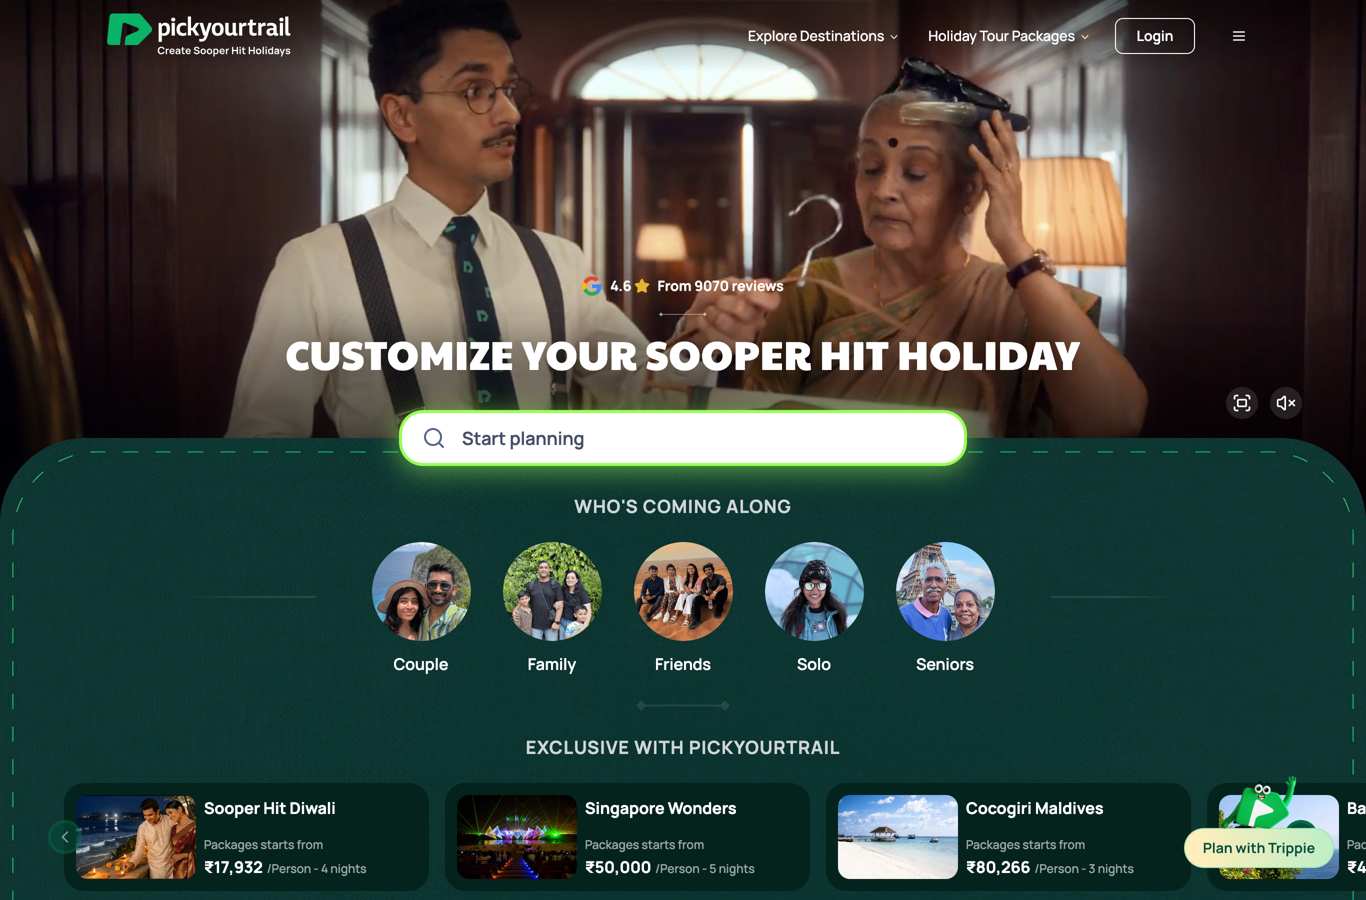 pickyourtrail
Create Sooper Hit Holidays
Explore Destinations
Holiday Tour Packages
Login
4.6 From 9070 reviews
CUSTOMIZE YOUR SOOPER HIT HOLIDAY
Start planning
WHO'S COMING ALONG
Couple
Family
Friends
Solo
Seniors
EXCLUSIVE WITH PICKYOURTRAIL
Sooper Hit Diwali
Packages starts from
₹17,932 /Person - 4 nights
Singapore Wonders
Packages starts from
₹50,000 /Person - 5 nights
Cocogiri Maldives
Packages starts from
₹80,266 /Person - 3 nights
Plan with Trippie